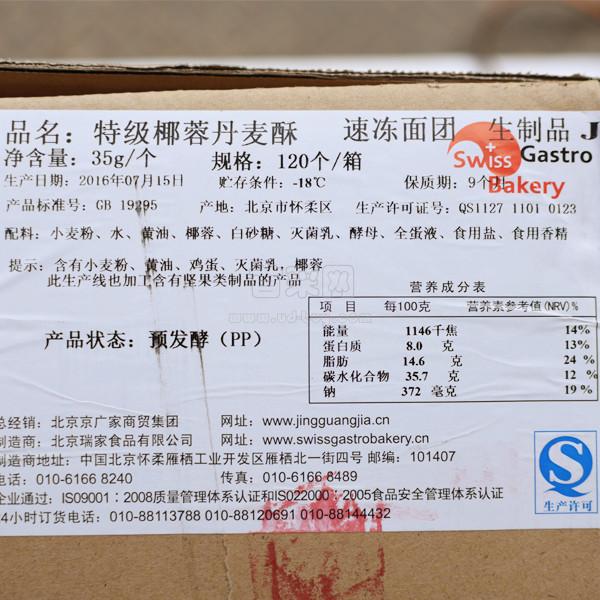 品名：特级椰蓉丹麦酥 速冻面团 生制品 J
净含量：35g/个 规格：120个/箱
Swiss Gastro Bakery
生产日期：2016年07月15日 贮存条件：-18℃ 保质期：9个月
产品标准号：GB 19295 产地：北京市怀柔区 生产许可证号：QS1127 1101 0123
配料：小麦粉、水、黄油、椰蓉、白砂糖、灭菌乳、酵母、全蛋液、食用盐、食用香精
提示：含有小麦粉、黄油、鸡蛋、灭菌乳，椰蓉
此生产线也加工含有坚果类制品的产品
产品状态：预发酵（PP）
营养成分表
项 目 每100克 营养素参考值(NRV)%
能量 1146千焦 14%
蛋白质 8.0 克 13%
脂肪 14.6 克 24 %
碳水化合物 35.7 克 12 %
钠 372 毫克 19%
总经销：北京京广家商贸集团 网址：www.jingguangjia.cn
制造商：北京瑞家食品有限公司 网址：www.swissgastrobakery.cn
制造商地址：中国北京怀柔雁栖工业开发区雁栖北一街四号 邮编：101407
电话：010-6166 8240 传真：010-6166 8489
企业通过：ISO9001：2008质量管理体系认证和ISO22000：2005食品安全管理体系认证
24小时订货电话：010-88113788 010-88120691 010-88144432
QS
生产许可